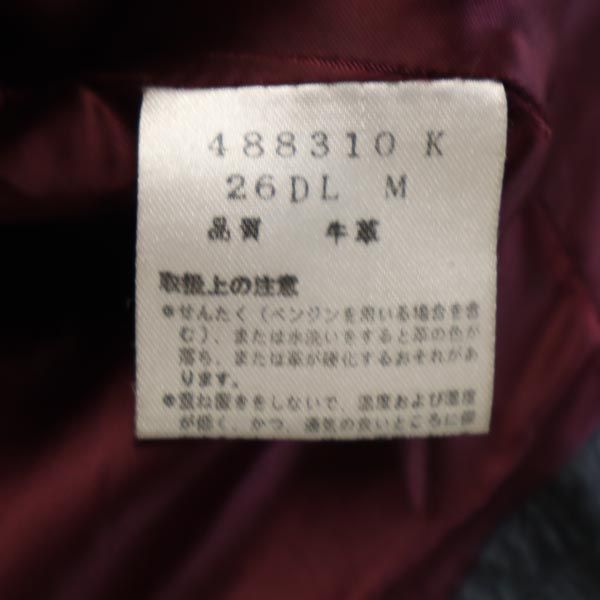 488310 K
26DL M
品質 牛革
取扱上の注意
●せんたく（ベンジンを用いる場合を含
む）、または水洗いをすると革の色が
落ち、または革が硬化するおそれがあ
ります。
●重ね置きをしないで、温度および湿度
が低く、かつ、通気の良いところに保